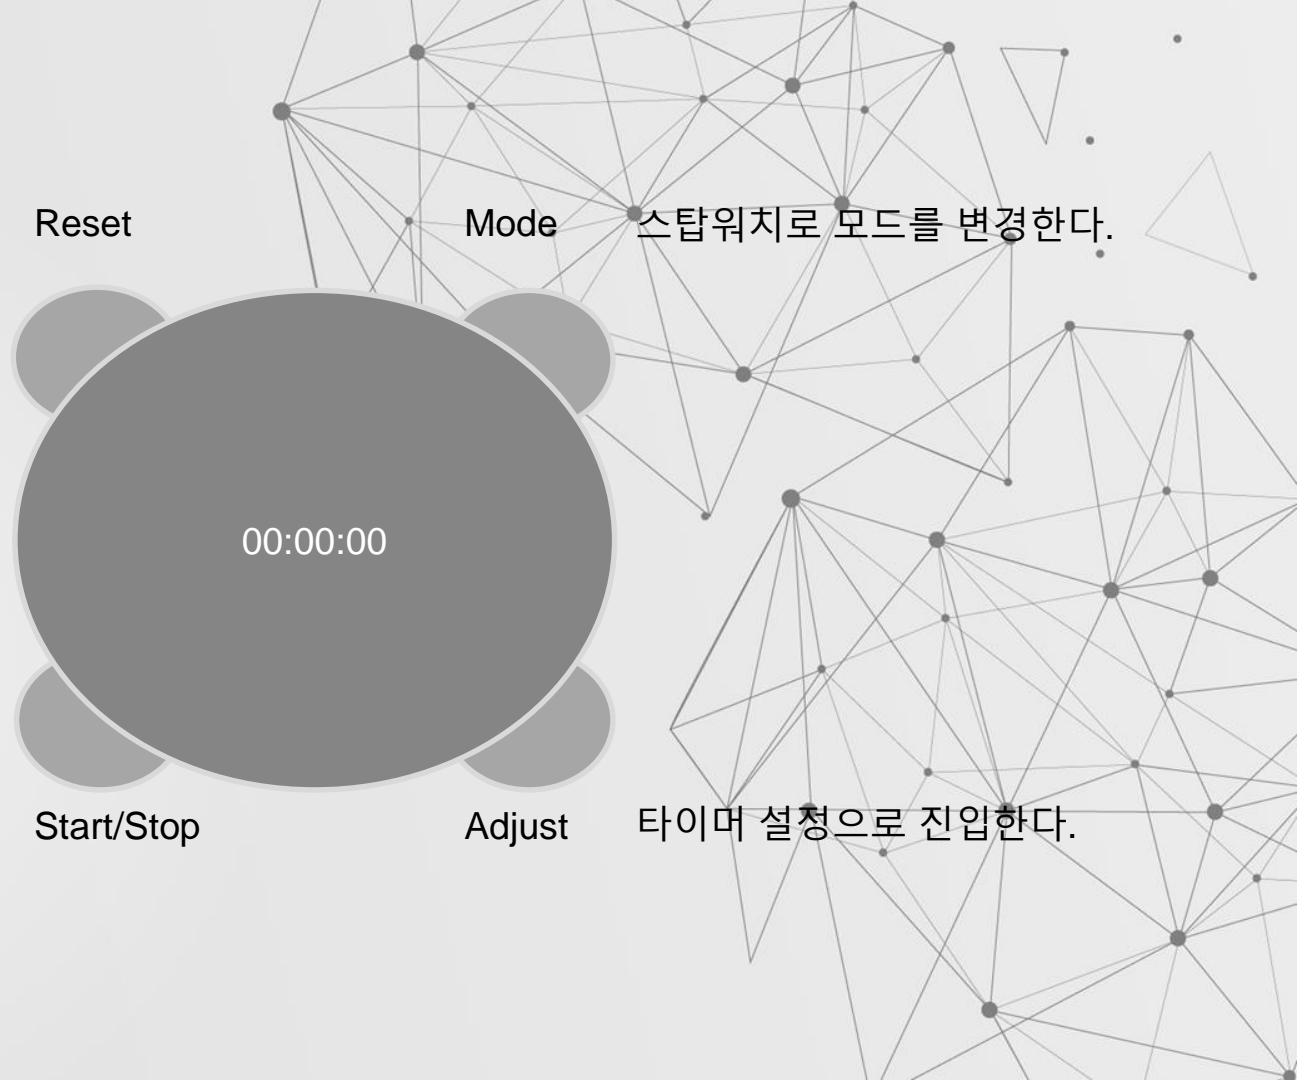 Reset
Mode
스탑워치로 모드를 변경한다.
00:00:00
Start/Stop
Adjust
타이머 설정으로 진입한다.